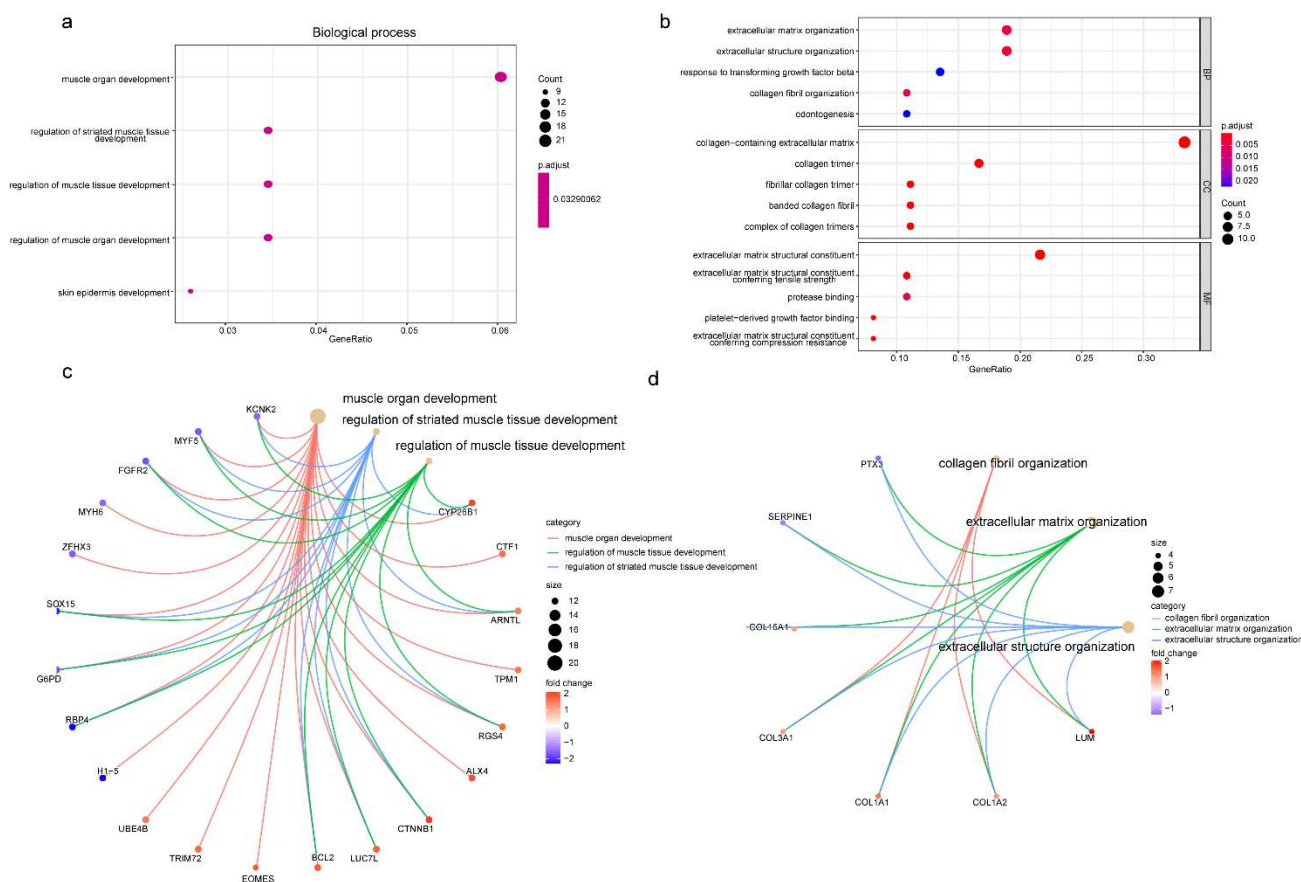 a
Biological process
muscle organ development
regulation of striated muscle tissue
development
regulation of muscle tissue development
regulation of muscle organ development
skin epidermis development
0.03
0.04
0.05
0.06
GeneRatio
Count
9
12
15
18
21
p.adjust
0.03290062
b
extracellular matrix organization
extracellular structure organization
response to transforming growth factor beta
collagen fibril organization
odontogenesis
BP
collagen-containing extracellular matrix
collagen trimer
fibrillar collagen trimer
banded collagen fibril
complex of collagen trimers
CC
extracellular matrix structural constituent
extracellular matrix structural constituent
conferring tensile strength
protease binding
platelet-derived growth factor binding
extracellular matrix structural constituent
conferring compression resistance
MF
0.10
0.15
0.20
0.25
0.30
GeneRatio
p.adjust
0.005
0.010
0.015
0.020
Count
5.0
7.5
10.0
c
muscle organ development
regulation of striated muscle tissue development
regulation of muscle tissue development
KCNK2
MYF5
FGFR2
MYH6
ZFHX3
SOX15
G6PD
RBP4
H1-5
UBE4B
TRIM72
EOMES
BCL2
LUC7L
CTNNB1
ALX4
RGS4
TPM1
ARNTL
CTF1
CYP26B1
category
muscle organ development
regulation of muscle tissue development
regulation of striated muscle tissue development
size
12
14
16
18
20
fold change
2
1
0
−1
−2
d
collagen fibril organization
extracellular matrix organization
extracellular structure organization
PTX3
SERPINE1
COL15A1
COL3A1
COL1A1
COL1A2
LUM
size
4
5
6
7
category
collagen fibril organization
extracellular matrix organization
extracellular structure organization
fold change
2
1
0
−1